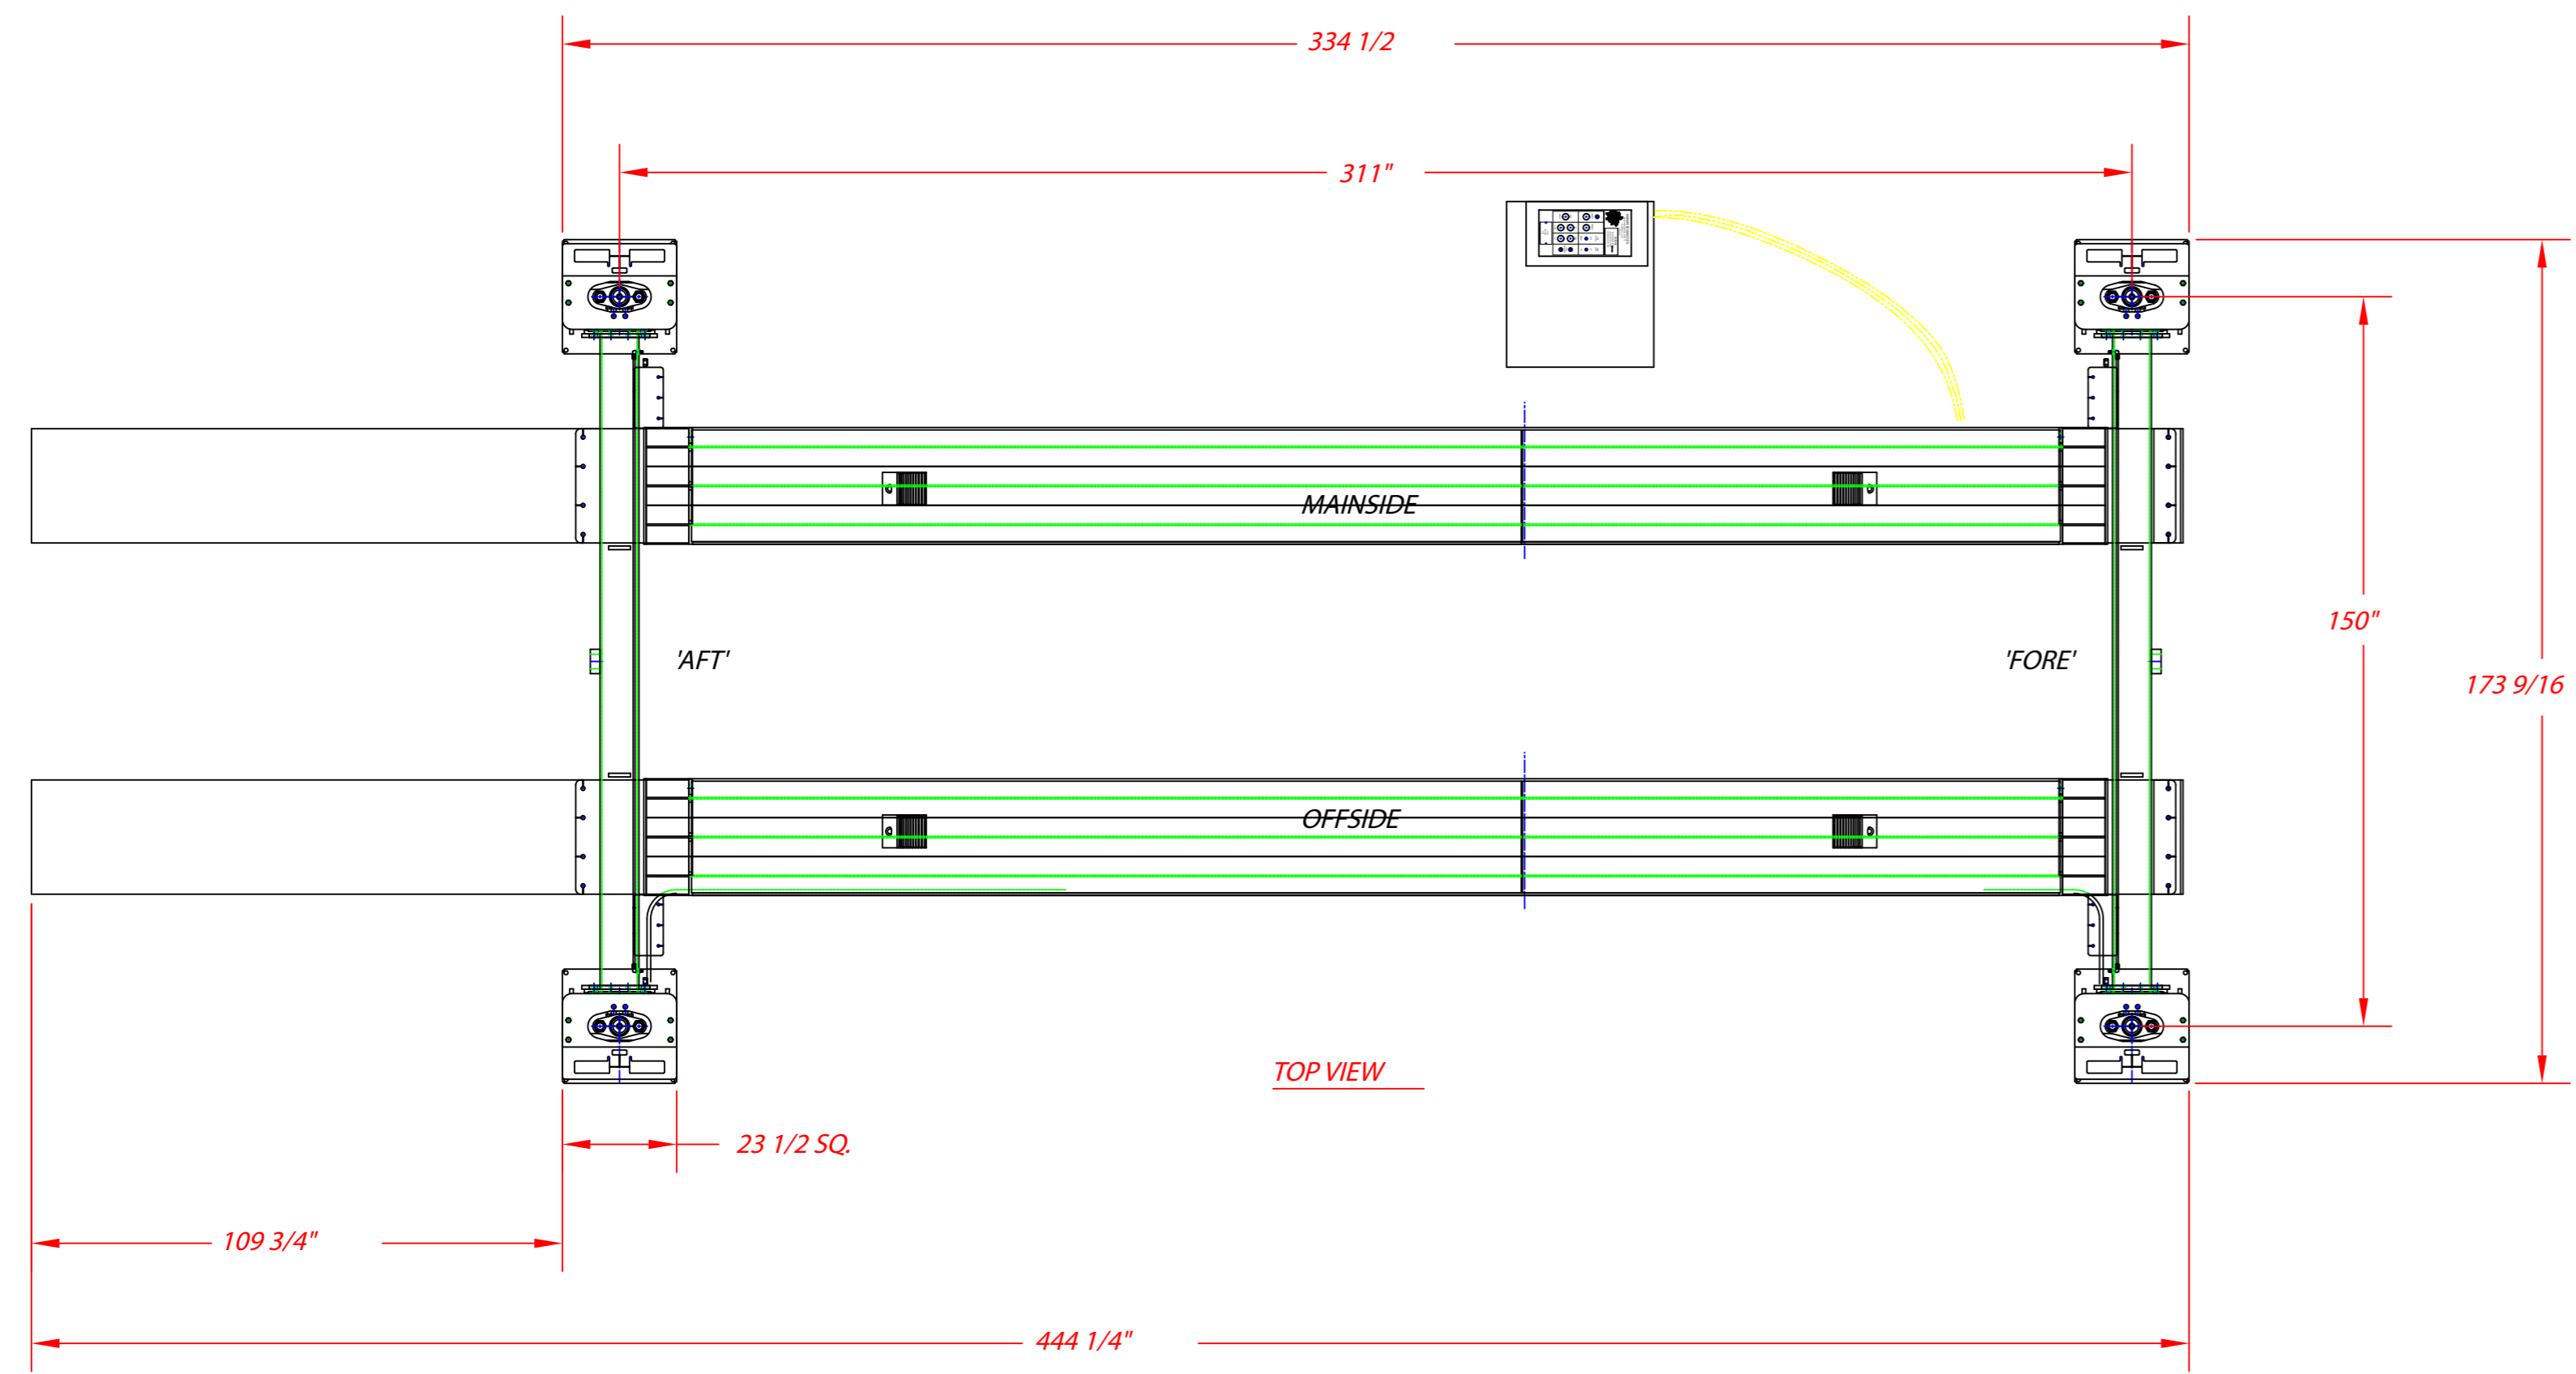 334 1/2
311"
MAINSIDE
150"
'AFT'
'FORE'
173 9/16
OFFSIDE
TOP VIEW
23 1/2 SQ.
109 3/4"
444 1/4"